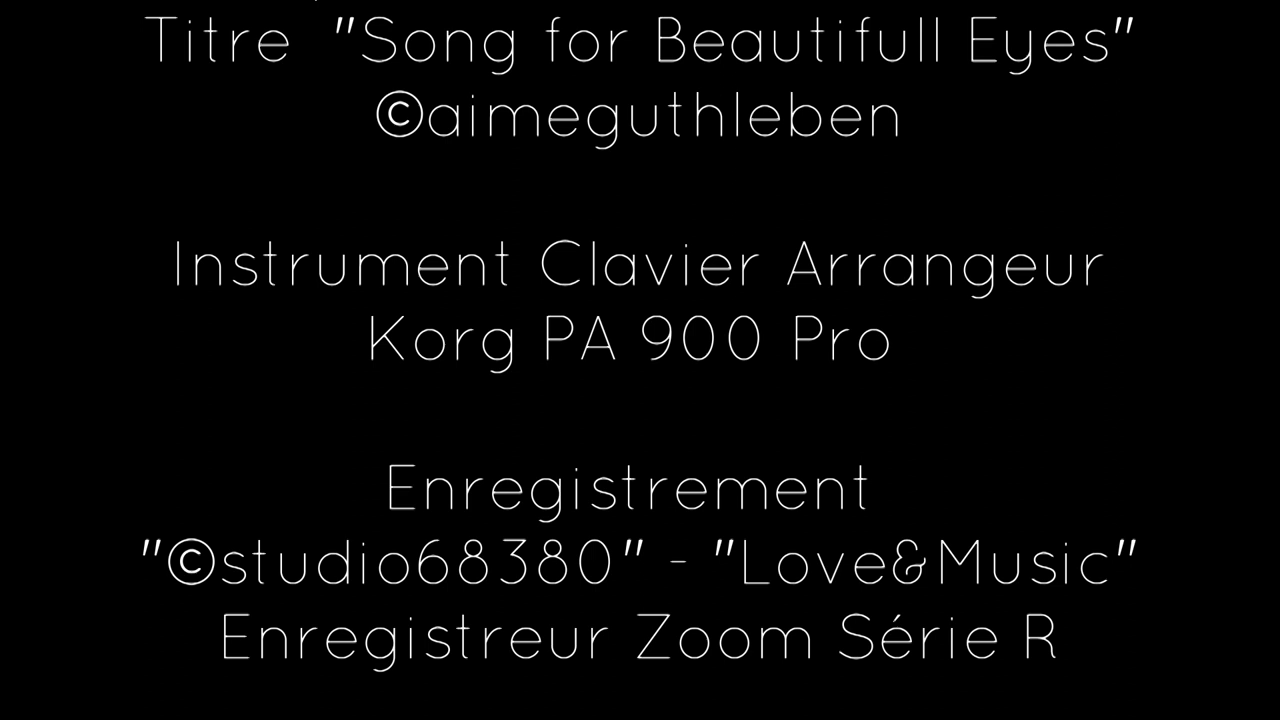 Titre "Song for Beautifull Eyes"
©aimeguthleben
Instrument Clavier Arrangeur
Korg PA 900 Pro
Enregistrement
"©studio68380" - "Love&Music"
Enregistreur Zoom Série R